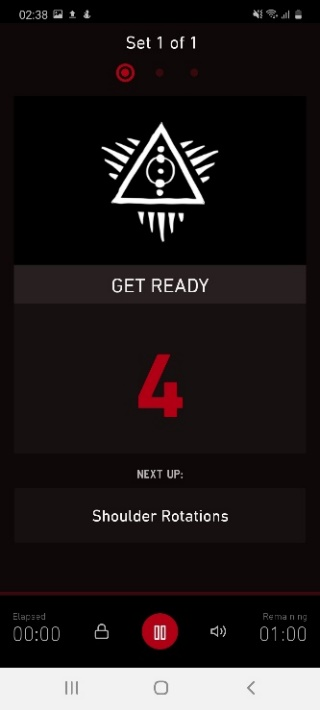 02:38
Set 1 of 1
GET READY
4
NEXT UP:
Shoulder Rotations
Elapsed
Remaining
00:00
01:00